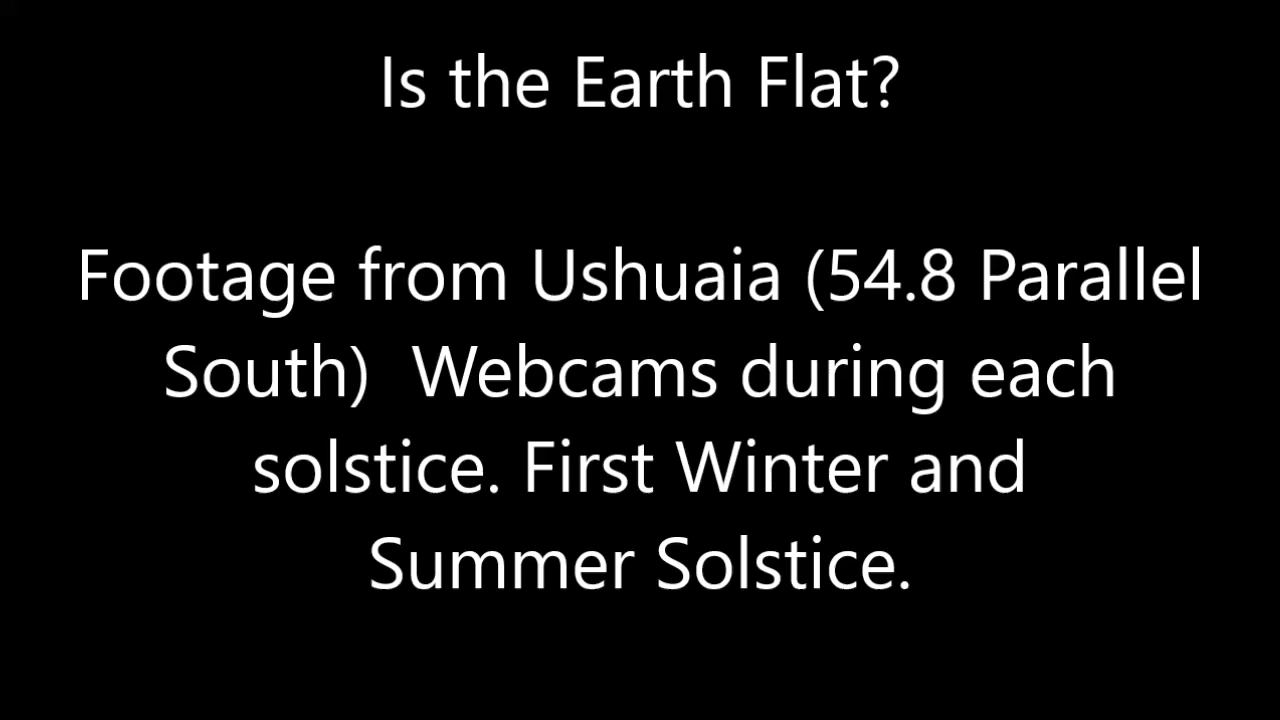 Is the Earth Flat?
Footage from Ushuaia (54.8 Parallel
South)  Webcams during each
solstice. First Winter and
Summer Solstice.